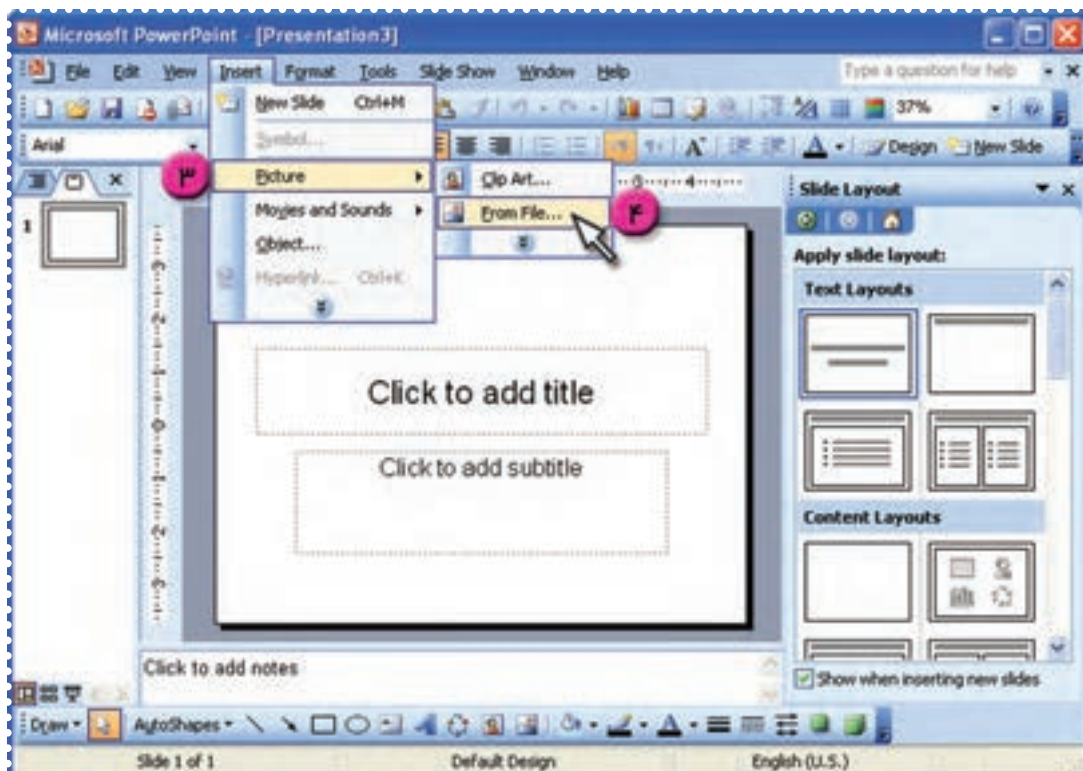 Microsoft PowerPoint - [Presentation3]
File Edit View Insert Format Tools Slide Show Window Help Type a question for help
37%
Arial Design New Slide
New Slide Ctrl+M
Symbol...
۳ Picture
Clip Art...
From File... ۴
Movies and Sounds
Object...
Hyperlink... Ctrl+K
Slide Layout
Apply slide layout:
Text Layouts
Content Layouts
Show when inserting new slides
1
Click to add title
Click to add subtitle
Click to add notes
Draw AutoShapes
Slide 1 of 1 Default Design English (U.S.)